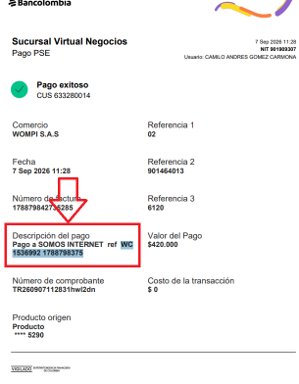 Bancolombia
Sucursal Virtual Negocios
Pago PSE
7 Sep 2026 11:28
NIT 901909307
Usuario: CAMILO ANDRES GOMEZ CARMONA
Pago exitoso
CUS 633280014
Comercio
WOMPI S.A.S
Referencia 1
02
Fecha
7 Sep 2026 11:28
Referencia 2
901464013
Número de factura
178879842735285
Referencia 3
6120
Descripción del pago
Pago a SOMOS INTERNET ref WC
1536992 1788798375
Valor del Pago
$420.000
Número de comprobante
TR260907112831hwl2dn
Costo de la transacción
$ 0
Producto origen
Producto
**** 5290
VIGILADO